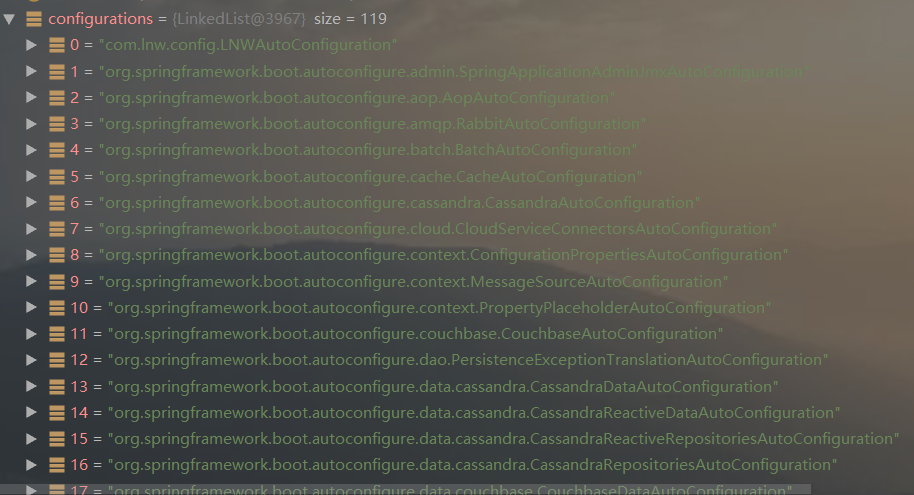 configurations = {LinkedList@3967} size = 119
0 = "com.lnw.config.LNWAutoConfiguration"
1 = "org.springframework.boot.autoconfigure.admin.SpringApplicationAdminJmxAutoConfiguration"
2 = "org.springframework.boot.autoconfigure.aop.AopAutoConfiguration"
3 = "org.springframework.boot.autoconfigure.amqp.RabbitAutoConfiguration"
4 = "org.springframework.boot.autoconfigure.batch.BatchAutoConfiguration"
5 = "org.springframework.boot.autoconfigure.cache.CacheAutoConfiguration"
6 = "org.springframework.boot.autoconfigure.cassandra.CassandraAutoConfiguration"
7 = "org.springframework.boot.autoconfigure.cloud.CloudServiceConnectorsAutoConfiguration"
8 = "org.springframework.boot.autoconfigure.context.ConfigurationPropertiesAutoConfiguration"
9 = "org.springframework.boot.autoconfigure.context.MessageSourceAutoConfiguration"
10 = "org.springframework.boot.autoconfigure.context.PropertyPlaceholderAutoConfiguration"
11 = "org.springframework.boot.autoconfigure.couchbase.CouchbaseAutoConfiguration"
12 = "org.springframework.boot.autoconfigure.dao.PersistenceExceptionTranslationAutoConfiguration"
13 = "org.springframework.boot.autoconfigure.data.cassandra.CassandraDataAutoConfiguration"
14 = "org.springframework.boot.autoconfigure.data.cassandra.CassandraReactiveDataAutoConfiguration"
15 = "org.springframework.boot.autoconfigure.data.cassandra.CassandraReactiveRepositoriesAutoConfiguration"
16 = "org.springframework.boot.autoconfigure.data.cassandra.CassandraRepositoriesAutoConfiguration"
17 = "org.springframework.boot.autoconfigure.data.couchbase.CouchbaseDataAutoConfiguration"